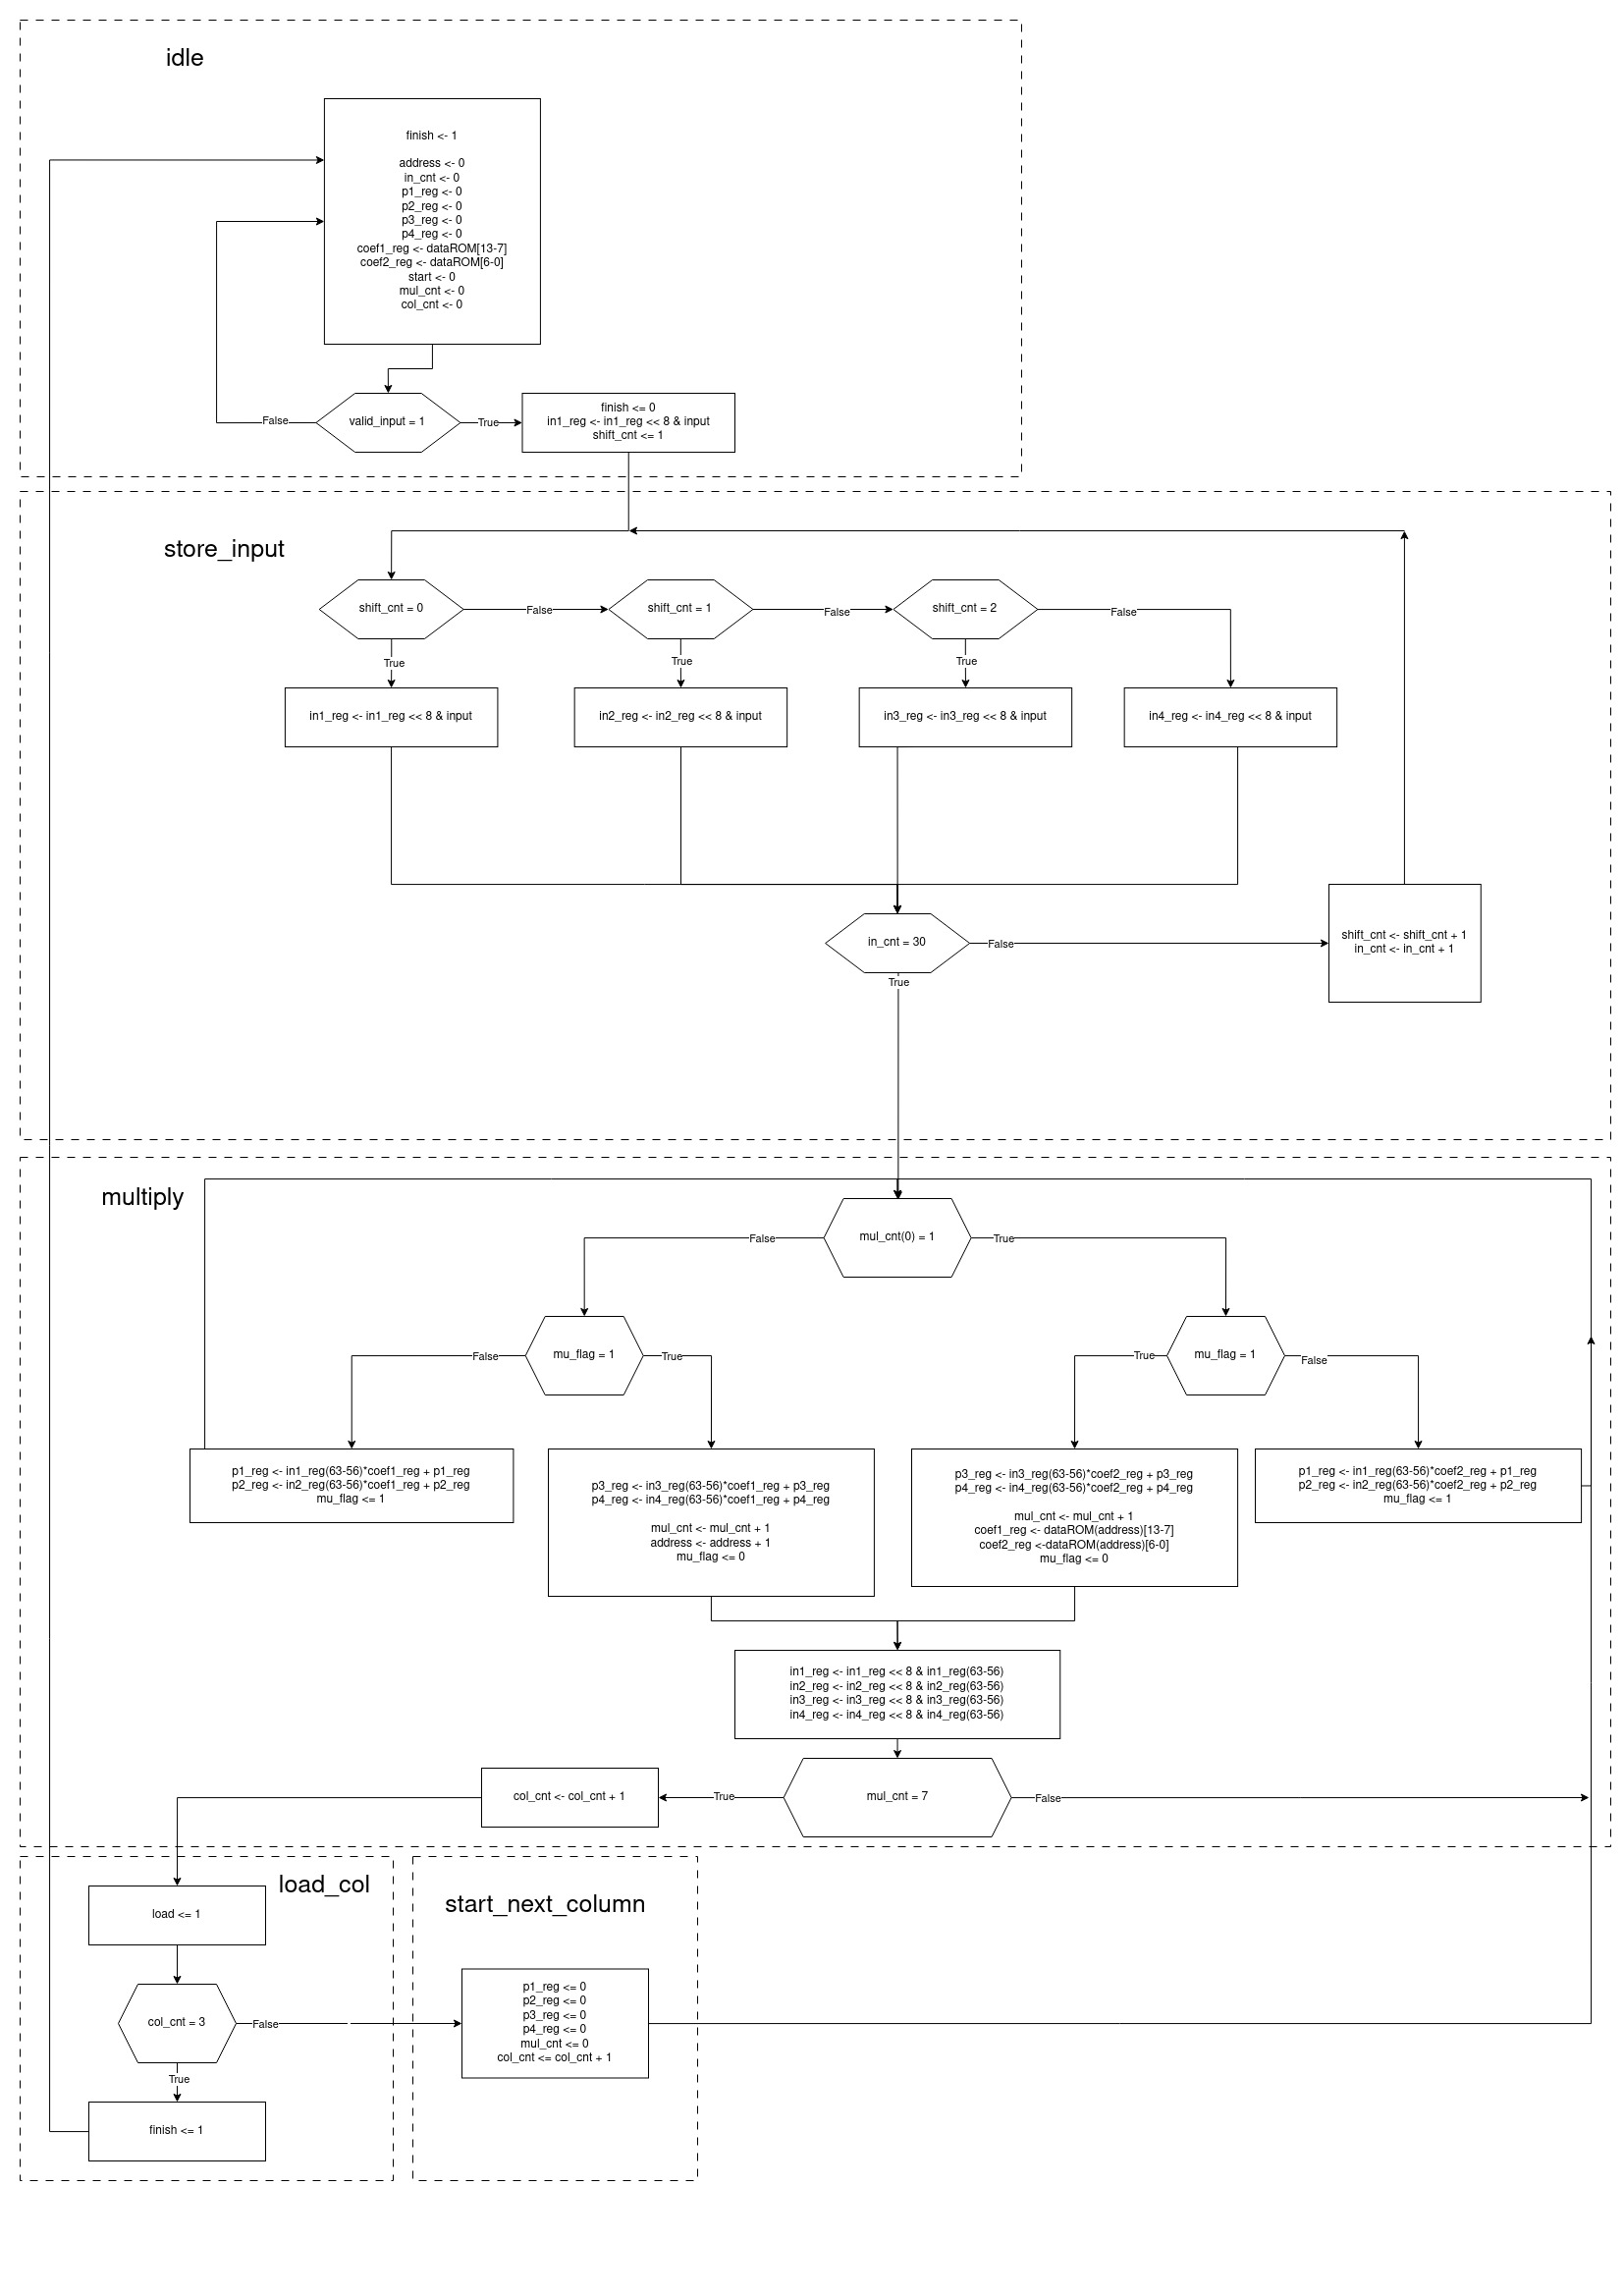 idle
finish <- 1
address <- 0
in_cnt <- 0
p1_reg <- 0
p2_reg <- 0
p3_reg <- 0
p4_reg <- 0
coef1_reg <- dataROM[13-7]
coef2_reg <- dataROM[6-0]
start <- 0
mul_cnt <- 0
col_cnt <- 0
False
valid_input = 1
True
finish <= 0
in1_reg <- in1_reg << 8 & input
shift_cnt <= 1
store_input
shift_cnt = 0
False
shift_cnt = 1
False
shift_cnt = 2
False
True
True
True
in1_reg <- in1_reg << 8 & input
in2_reg <- in2_reg << 8 & input
in3_reg <- in3_reg << 8 & input
in4_reg <- in4_reg << 8 & input
in_cnt = 30
False
shift_cnt <- shift_cnt + 1
in_cnt <- in_cnt + 1
True
multiply
False
mul_cnt(0) = 1
True
False
mu_flag = 1
True
True
mu_flag = 1
False
p1_reg <- in1_reg(63-56)*coef1_reg + p1_reg
p2_reg <- in2_reg(63-56)*coef1_reg + p2_reg
mu_flag <= 1
p3_reg <- in3_reg(63-56)*coef1_reg + p3_reg
p4_reg <- in4_reg(63-56)*coef1_reg + p4_reg
mul_cnt <- mul_cnt + 1
address <- address + 1
mu_flag <= 0
p3_reg <- in3_reg(63-56)*coef2_reg + p3_reg
p4_reg <- in4_reg(63-56)*coef2_reg + p4_reg
mul_cnt <- mul_cnt + 1
coef1_reg <- dataROM(address)[13-7]
coef2_reg <-dataROM(address)[6-0]
mu_flag <= 0
p1_reg <- in1_reg(63-56)*coef2_reg + p1_reg
p2_reg <- in2_reg(63-56)*coef2_reg + p2_reg
mu_flag <= 1
in1_reg <- in1_reg << 8 & in1_reg(63-56)
in2_reg <- in2_reg << 8 & in2_reg(63-56)
in3_reg <- in3_reg << 8 & in3_reg(63-56)
in4_reg <- in4_reg << 8 & in4_reg(63-56)
col_cnt <- col_cnt + 1
True
mul_cnt = 7
False
load_col
load <= 1
col_cnt = 3
False
True
finish <= 1
start_next_column
p1_reg <= 0
p2_reg <= 0
p3_reg <= 0
p4_reg <= 0
mul_cnt <= 0
col_cnt <= col_cnt + 1